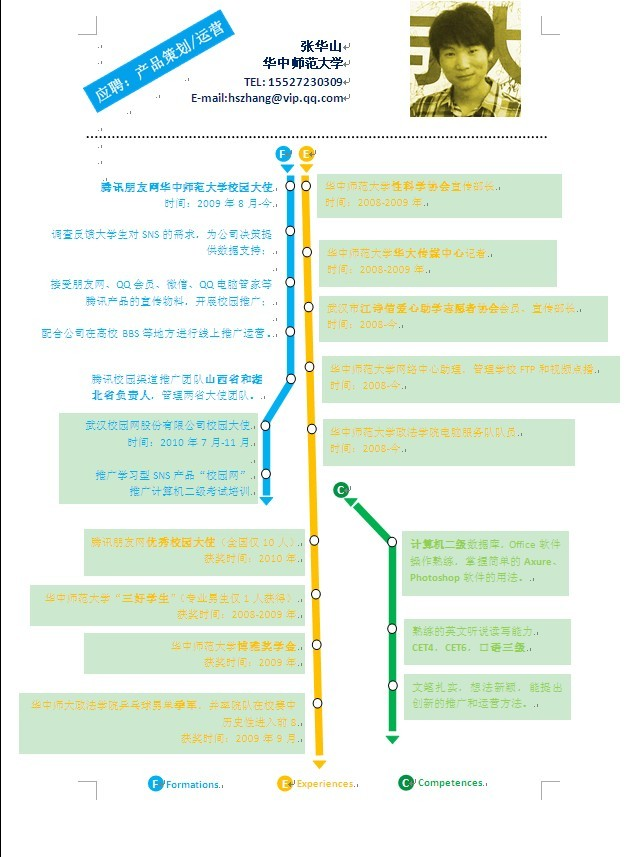 应聘：产品策划/运营
张华山
华中师范大学
TEL: 15527230309
E-mail:hszhang@vip.qq.com
F
E
腾讯朋友网华中师范大学校园大使
时间：2009 年 8 月-今
调查反馈大学生对 SNS 的需求，为公司决策提
供数据支持；
接受朋友网、QQ 会员、微信、QQ 电脑管家等
腾讯产品的宣传物料，开展校园推广；
配合公司在高校 BBS 等地方进行线上推广运营。
腾讯校园渠道推广团队山西省和湖
北省负责人，管理两省大使团队。
武汉校园网股份有限公司校园大使
时间：2010 年 7 月-11 月
推广学习型 SNS 产品“校园网”
推广计算机二级考试培训
华中师范大学性科学协会宣传部长
时间：2008-2009 年
华中师范大学华大传媒中心记者
时间：2008-2009 年
武汉市江诗信爱心助学志愿者协会会员、宣传部长
时间：2008-今
华中师范大学网络中心助理，管理学校 FTP 和视频点播
时间：2008-今
华中师范大学政法学院电脑服务队队员
时间：2008-今
腾讯朋友网优秀校园大使（全国仅 10 人）
获奖时间：2010 年
华中师范大学“三好学生”（专业男生仅 1 人获得）
时间：2008-2009 年
华中师范大学博雅奖学金
获奖时间：2009 年
华中师大政法学院乒乓球男单季军，并率院队在校赛中
历史性进入前 8
获奖时间：2009 年 9 月
C
计算机二级数据库，Office 软件
操作熟练，掌握简单的 Axure、
Photoshop 软件的用法。
熟练的英文听说读写能力，
CET4、CET6、口语三级
文笔扎实，想法新颖，能提出
创新的推广和运营方法。
F Formations
E Experiences
C Competences